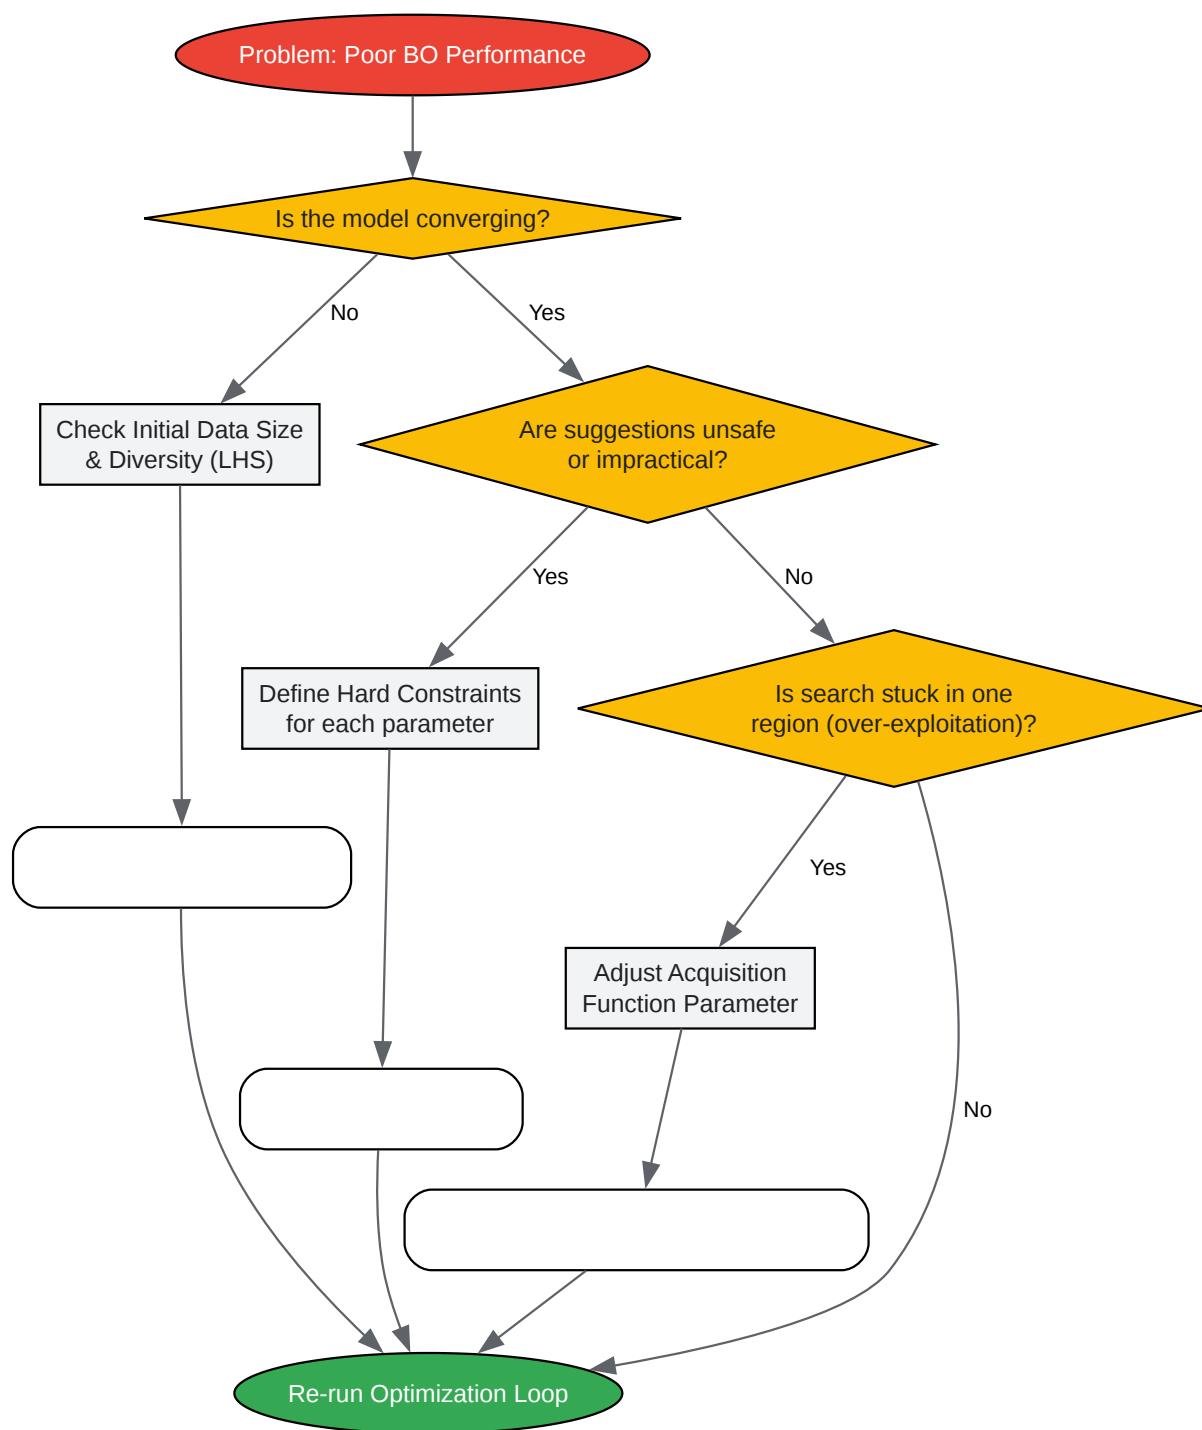 Problem: Poor BO Performance
Is the model converging?
No
Yes
Check Initial Data Size
& Diversity (LHS)
Are suggestions unsafe
or impractical?
Yes
No
Define Hard Constraints
for each parameter
Is search stuck in one
region (over-exploitation)?
Yes
Adjust Acquisition
Function Parameter
No
Re-run Optimization Loop